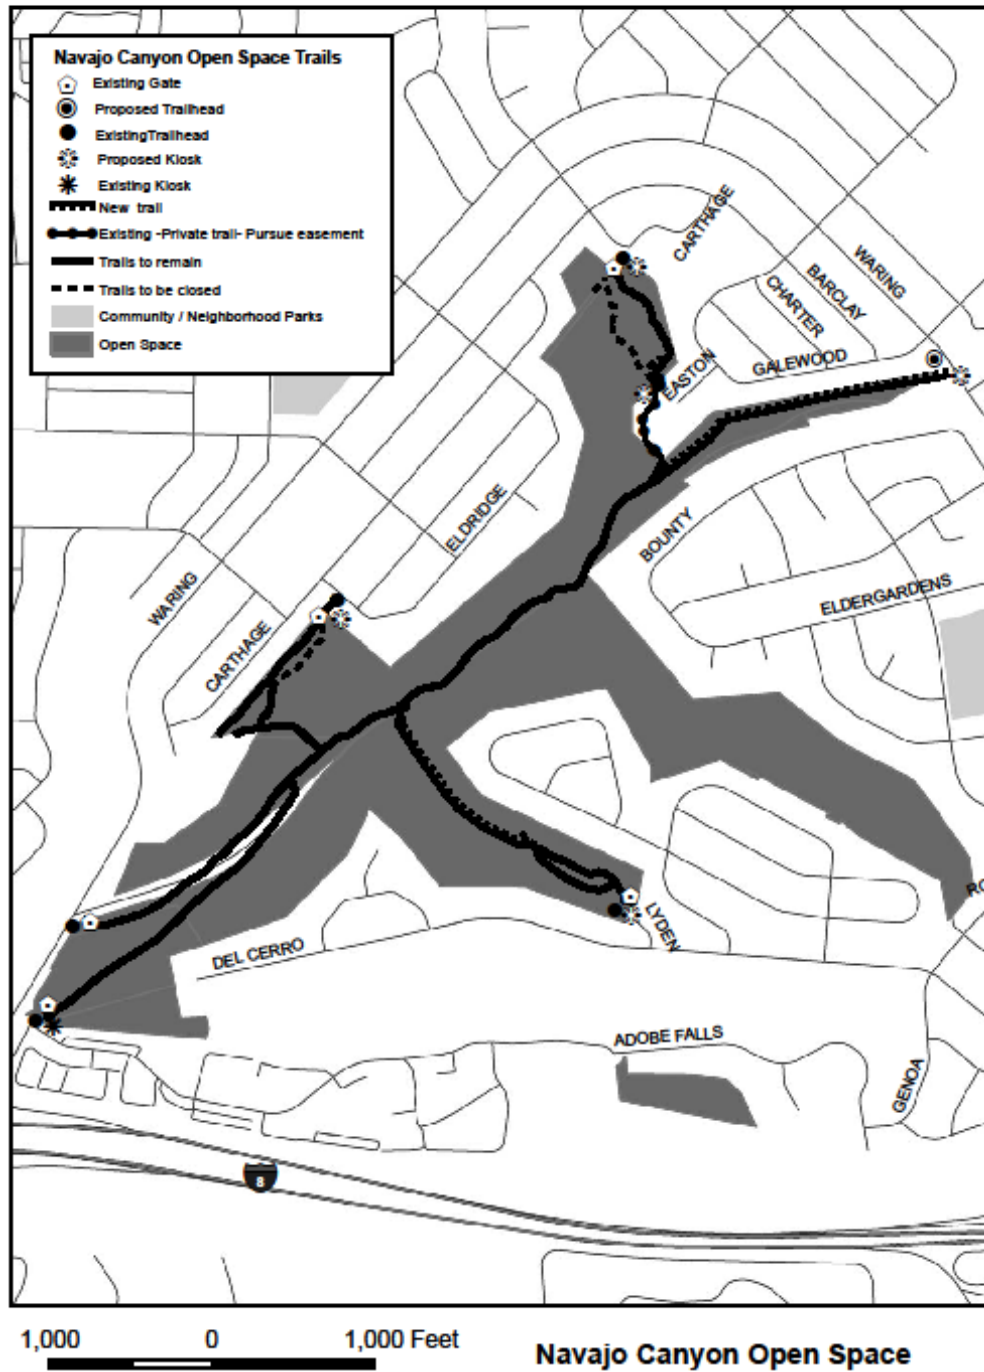 Navajo Canyon Open Space Trails
Existing Gate
Proposed Trailhead
ExistingTrailhead
Proposed Kiosk
Existing Kiosk
New trail
Existing -Private trail- Pursue easement
Trails to remain
Trails to be closed
Community / Neighborhood Parks
Open Space
CARTHAGE
WARING
BARCLAY
CHARTER
GALEWOOD
EASTON
ELDRIDGE
BOUNTY
WARING
ELDERGARDENS
CARTHAGE
RO
LYDEN
DEL CERRO
ADOBE FALLS
GENOA
8
1,000 0 1,000 Feet
Navajo Canyon Open Space